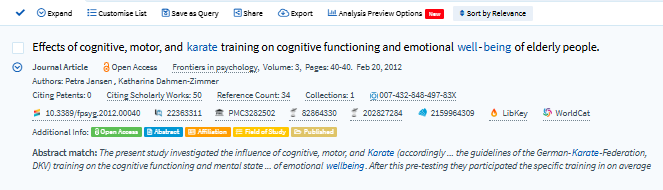 Expand Customise List Save as Query Share Export Analysis Preview Options New Sort by Relevance
Effects of cognitive, motor, and karate training on cognitive functioning and emotional well-being of elderly people.
Journal Article Open Access Frontiers in psychology, Volume: 3, Pages: 40-40. Feb 20, 2012
Authors: Petra Jansen , Katharina Dahmen-Zimmer
Citing Patents: 0 Citing Scholarly Works: 50 Reference Count: 34 Collections: 1 007-432-848-497-83X
10.3389/fpsyg.2012.00040 22363311 PMC3282502 82864330 202827284 2159964309 LibKey WorldCat
Additional Info: Open Access Abstract Affiliation Field of Study Published
Abstract match: The present study investigated the influence of cognitive, motor, and Karate (accordingly ... the guidelines of the German-Karate-Federation,
DKV) training on the cognitive functioning and mental state ... of emotional wellbeing. After this pre-testing they participated the specific training in on average